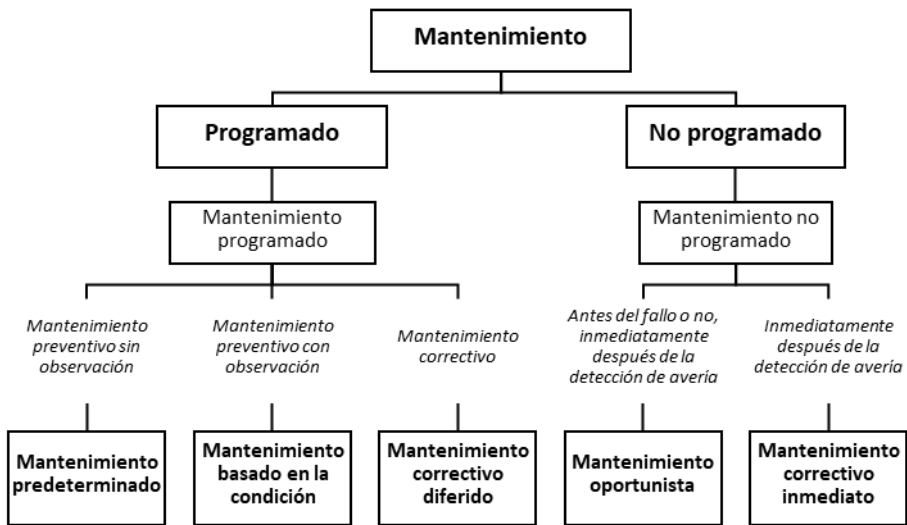 Mantenimiento
Programado
No programado
Mantenimiento
programado
Mantenimiento no
programado
Mantenimiento
preventivo sin
observación
Mantenimiento
preventivo con
observación
Mantenimiento
correctivo
Antes del fallo o no,
inmediatamente
después de la
detección de avería
Inmediatamente
después de la
detección de avería
Mantenimiento
predeterminado
Mantenimiento
basado en la
condición
Mantenimiento
correctivo
diferido
Mantenimiento
oportunista
Mantenimiento
correctivo
inmediato